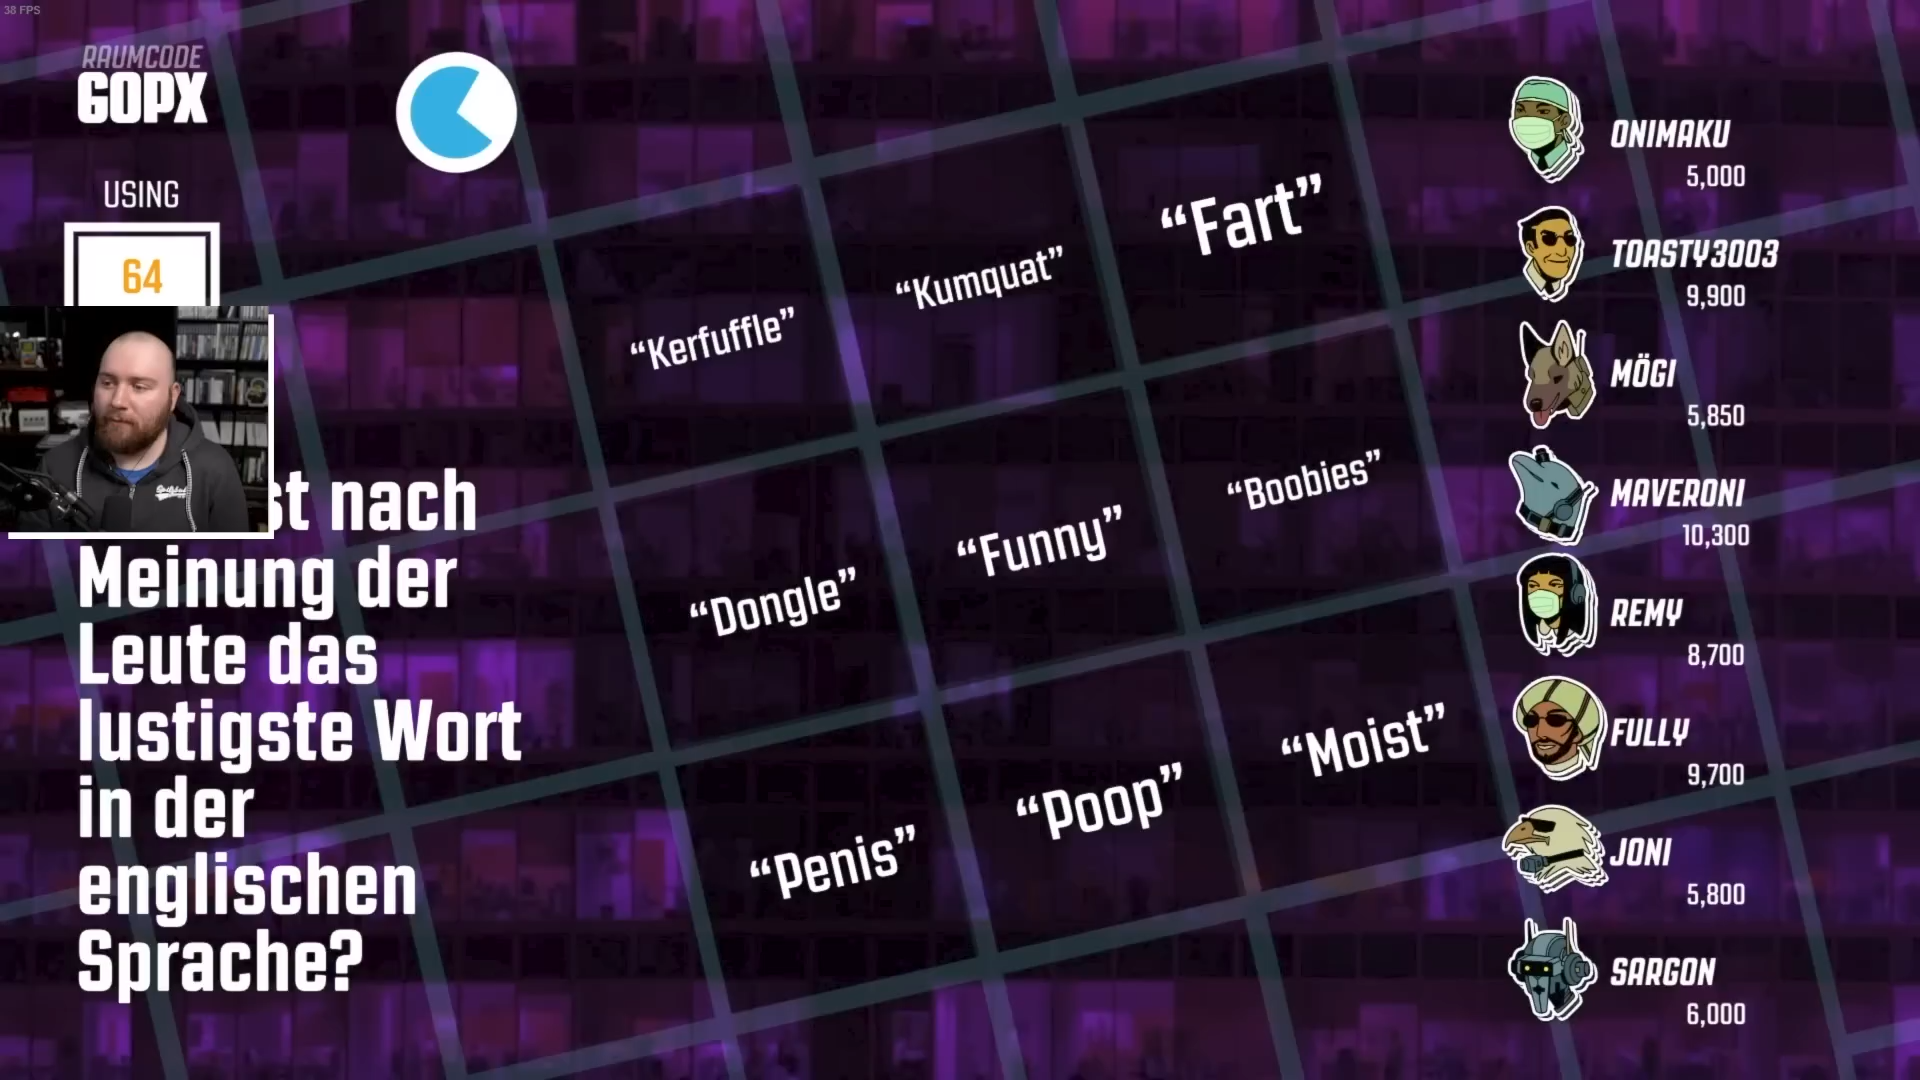 38 FPS
RAUMCODE
6OPX
USING
64
st nach
Meinung der
Leute das
lustigste Wort
in der
englischen
Sprache?
“Kerfuffle”
“Kumquat”
“Fart”
“Dongle”
“Funny”
“Boobies”
“Penis”
“Poop”
“Moist”
ONIMAKU
5,000
TOASTY3003
9,900
MÖGI
5,850
MAVERONI
10,300
REMY
8,700
FULLY
9,700
JONI
5,800
SARGON
6,000